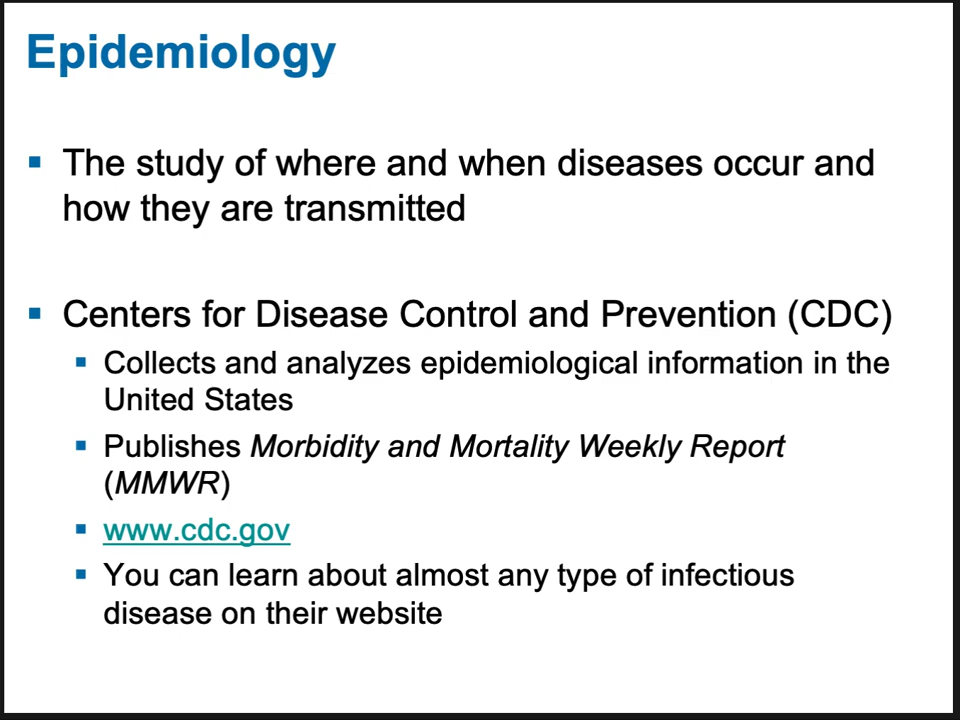 Epidemiology
▪ The study of where and when diseases occur and
how they are transmitted
▪ Centers for Disease Control and Prevention (CDC)
▪ Collects and analyzes epidemiological information in the
United States
▪ Publishes Morbidity and Mortality Weekly Report
(MMWR)
▪ www.cdc.gov
▪ You can learn about almost any type of infectious
disease on their website